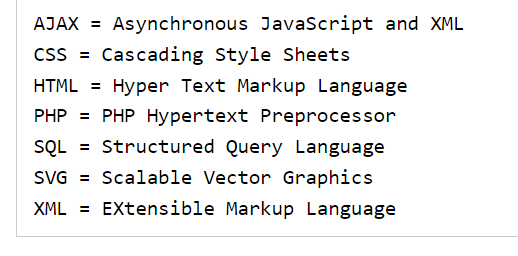 AJAX = Asynchronous JavaScript and XML
CSS = Cascading Style Sheets
HTML = Hyper Text Markup Language
PHP = PHP Hypertext Preprocessor
SQL = Structured Query Language
SVG = Scalable Vector Graphics
XML = EXtensible Markup Language